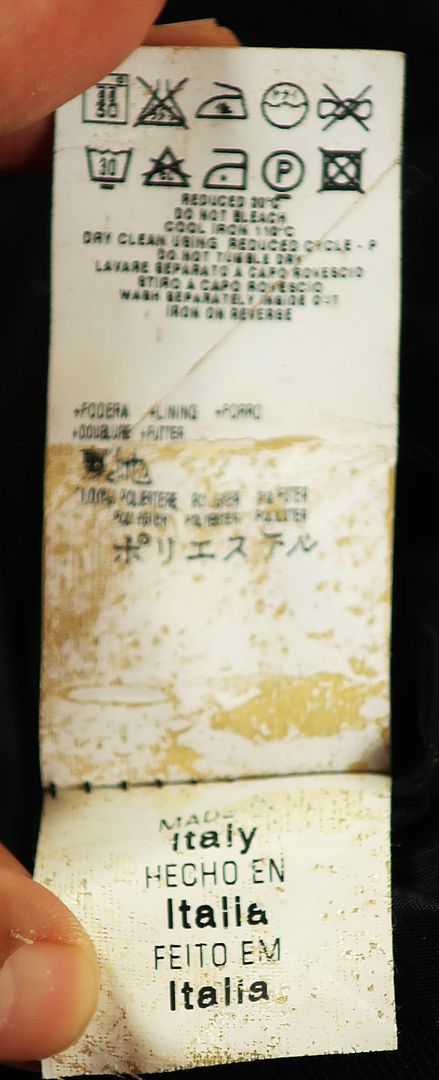 30
P
REDUCED 30°C
DO NOT BLEACH
COOL IRON 110°C
DRY CLEAN USING REDUCED CYCLE - P
DO NOT TUMBLE DRY
LAVARE SEPARATO A CAPO ROVESCIO
STIRO A CAPO ROVESCIO
WASH SEPARATELY INSIDE OUT
IRON ON REVERSE
*FODERA *LINING *FORRO
*DOUBLURE *FUTTER
地
ポリエステル
MADE IN
Italy
HECHO EN
Italia
FEITO EM
Italia